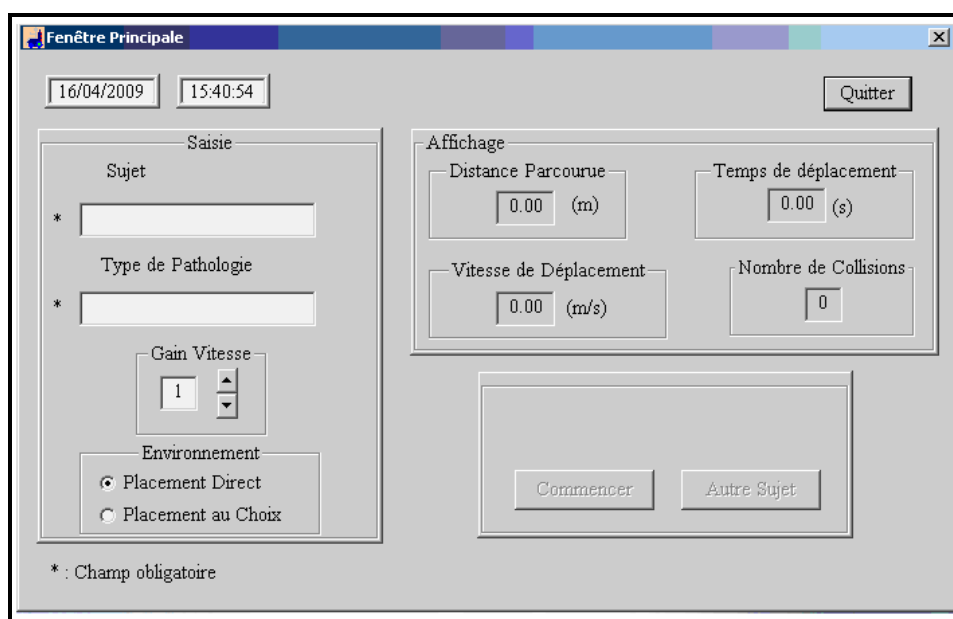 Fenêtre Principale
16/04/2009 15:40:54 Quitter
Saisie
Sujet
*
Type de Pathologie
*
Gain Vitesse
1
Environnement
Placement Direct
Placement au Choix
* : Champ obligatoire
Affichage
Distance Parcourue
0.00 (m)
Temps de déplacement
0.00 (s)
Vitesse de Déplacement
0.00 (m/s)
Nombre de Collisions
0
Commencer Autre Sujet